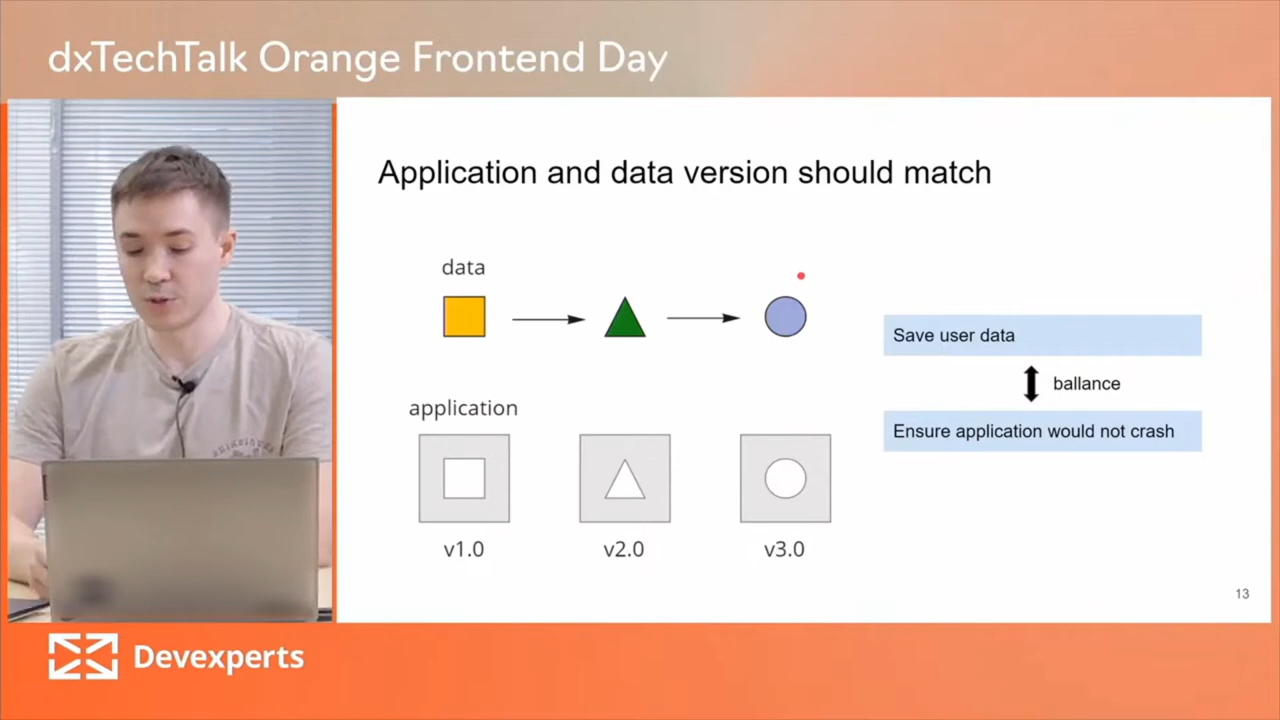 dxTechTalk Orange Frontend Day
Application and data version should match
data
Save user data
ballance
application
Ensure application would not crash
v1.0
v2.0
v3.0
13
Devexperts